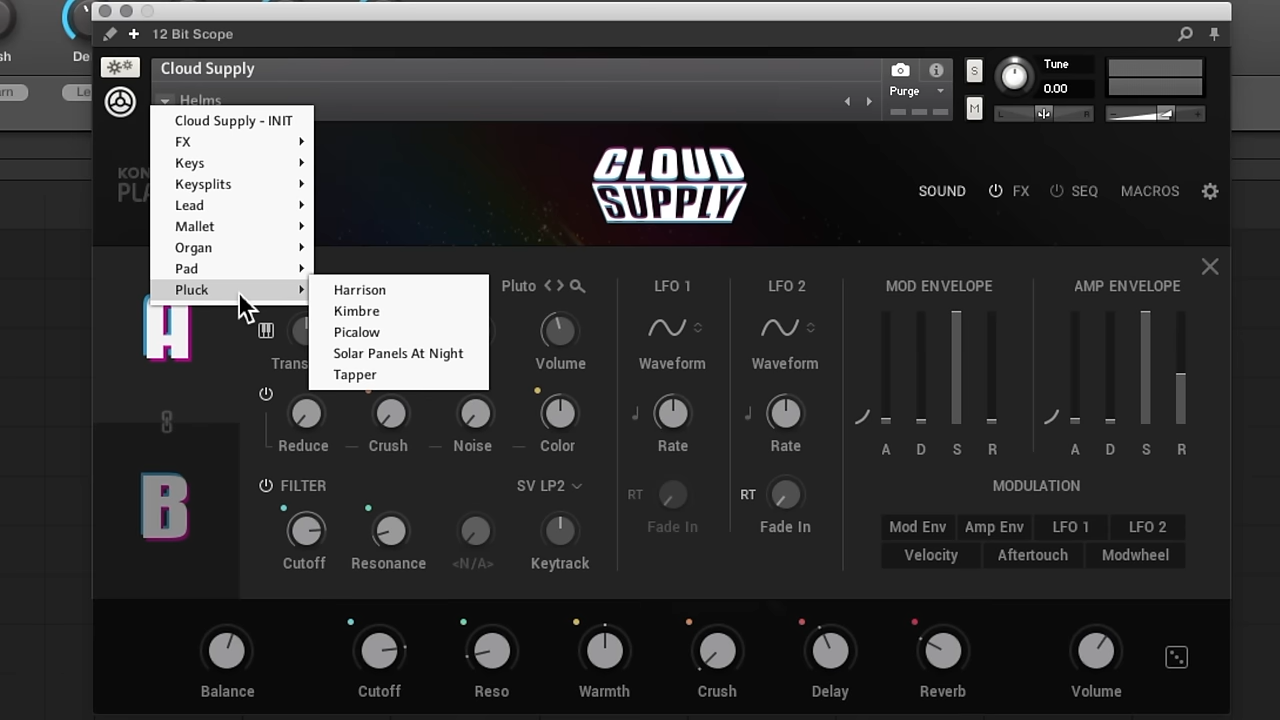 12 Bit Scope
sh
De
Cloud Supply
Helms
Purge
S
M
Tune
0.00
L
R
Cloud Supply - INIT
FX
Keys
Keysplits
Lead
Mallet
Organ
Pad
Pluck
Harrison
Kimbre
Picalow
Solar Panels At Night
Tapper
KON
PLA
CLOUD
SUPPLY
SOUND
FX
SEQ
MACROS
A
B
Pluto
LFO 1
LFO 2
MOD ENVELOPE
AMP ENVELOPE
Trans
Volume
Waveform
Waveform
Reduce
Crush
Noise
Color
Rate
Rate
A D S R
A D S R
FILTER
SV LP2
RT
RT
MODULATION
Cutoff
Resonance
<N/A>
Keytrack
Fade In
Fade In
Mod Env
Amp Env
LFO 1
LFO 2
Velocity
Aftertouch
Modwheel
Balance
Cutoff
Reso
Warmth
Crush
Delay
Reverb
Volume